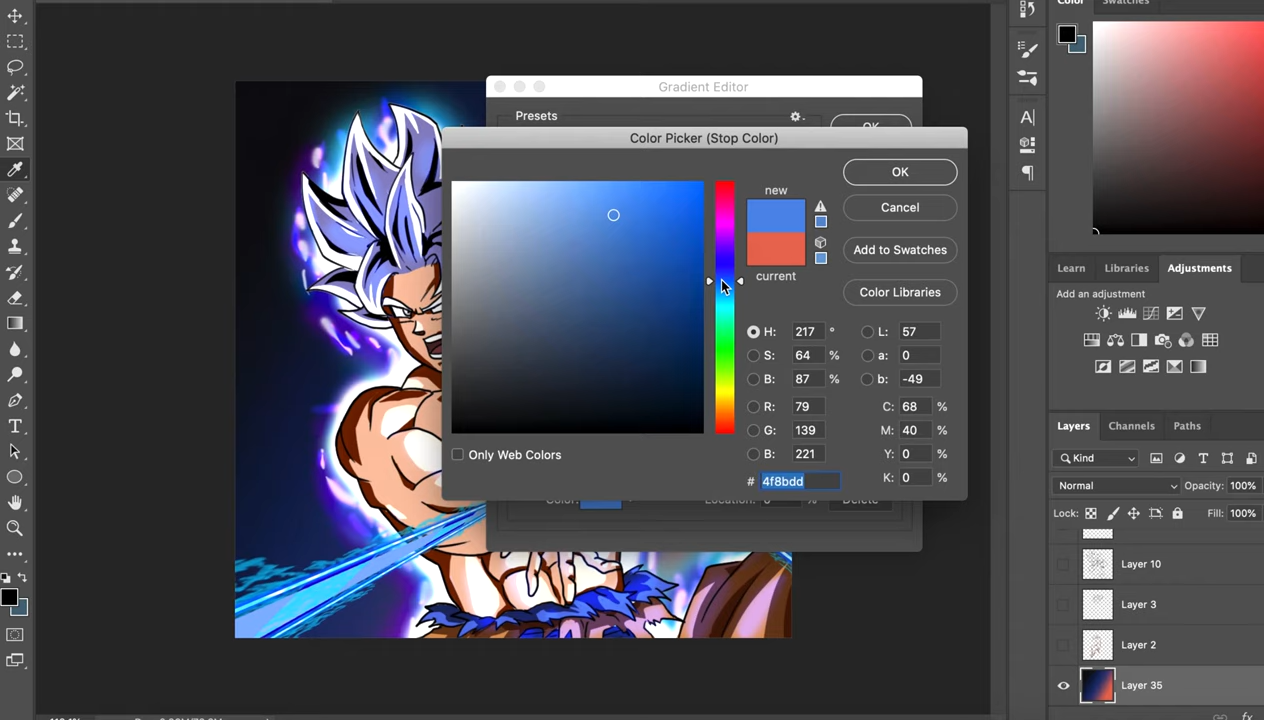 Color Swatches
Gradient Editor
Presets
OK
Color Picker (Stop Color)
new
current
OK
Cancel
Add to Swatches
Color Libraries
H: 217 °
S: 64 %
B: 87 %
R: 79
G: 139
B: 221
# 4f8bdd
L: 57
a: 0
b: -49
C: 68 %
M: 40 %
Y: 0 %
K: 0 %
Only Web Colors
Color: Location: % Delete
Learn Libraries Adjustments
Add an adjustment
Layers Channels Paths
Kind
Normal Opacity: 100%
Lock: Fill: 100%
Layer 10
Layer 3
Layer 2
Layer 35
fx